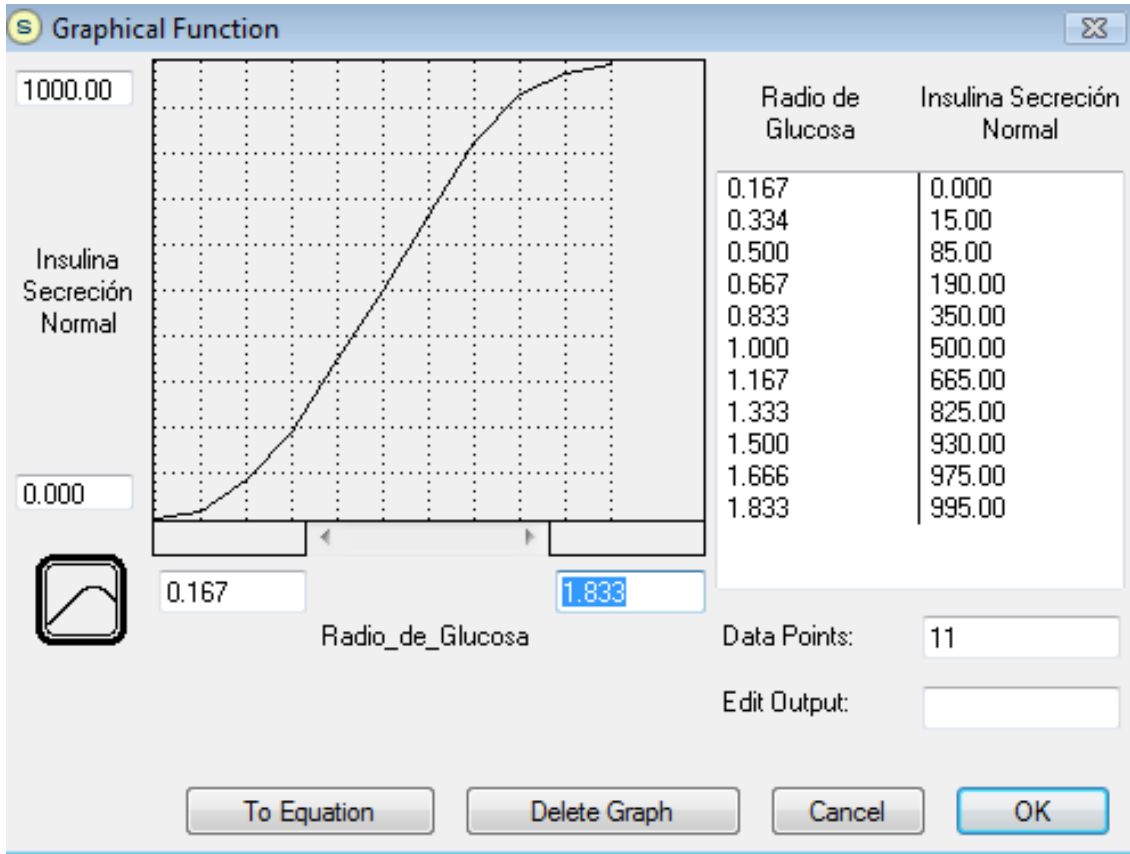 S Graphical Function
1000.00
Insulina
Secreción
Normal
0.000
0.167
1.833
Radio_de_Glucosa
Radio de Glucosa
Insulina Secreción Normal
0.167 0.000
0.334 15.00
0.500 85.00
0.667 190.00
0.833 350.00
1.000 500.00
1.167 665.00
1.333 825.00
1.500 930.00
1.666 975.00
1.833 995.00
Data Points: 11
Edit Output:
To Equation
Delete Graph
Cancel
OK